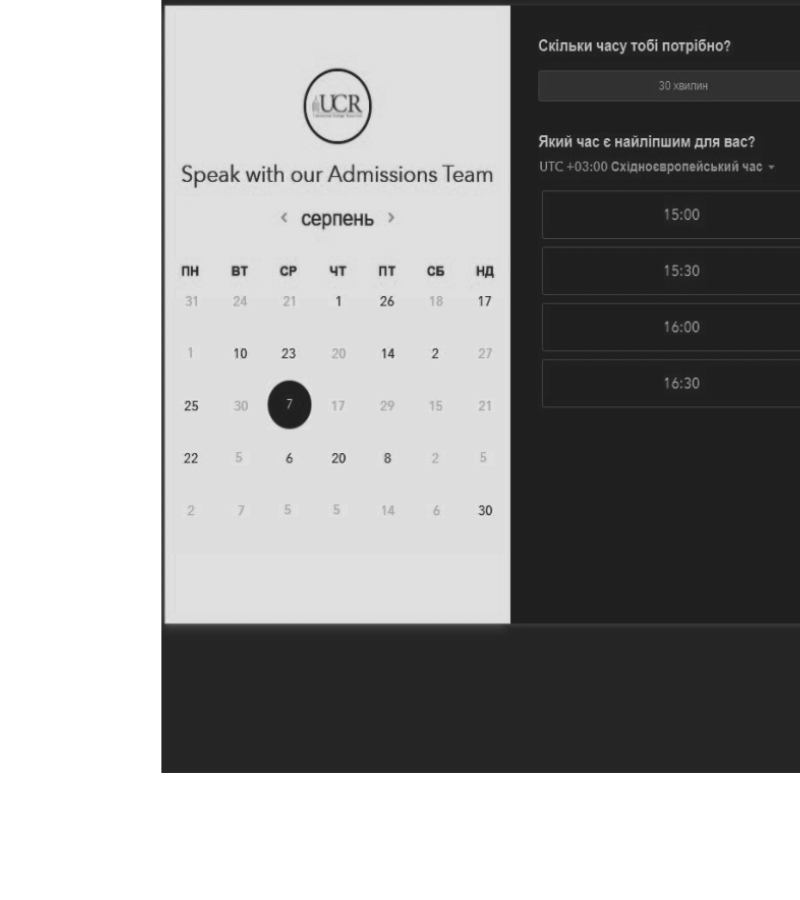 UCR
Speak with our Admissions Team
‹ серпень ›
ПН ВТ СР ЧТ ПТ СБ НД
31 24 21 1 26 18 17
1 10 23 20 14 2 27
25 30 7 17 29 15 21
22 5 6 20 8 2 5
2 7 5 5 14 6 30
Скільки часу тобі потрібно?
30 хвилин
Який час є найліпшим для вас?
UTC +03:00 Східноєвропейський час
15:00
15:30
16:00
16:30